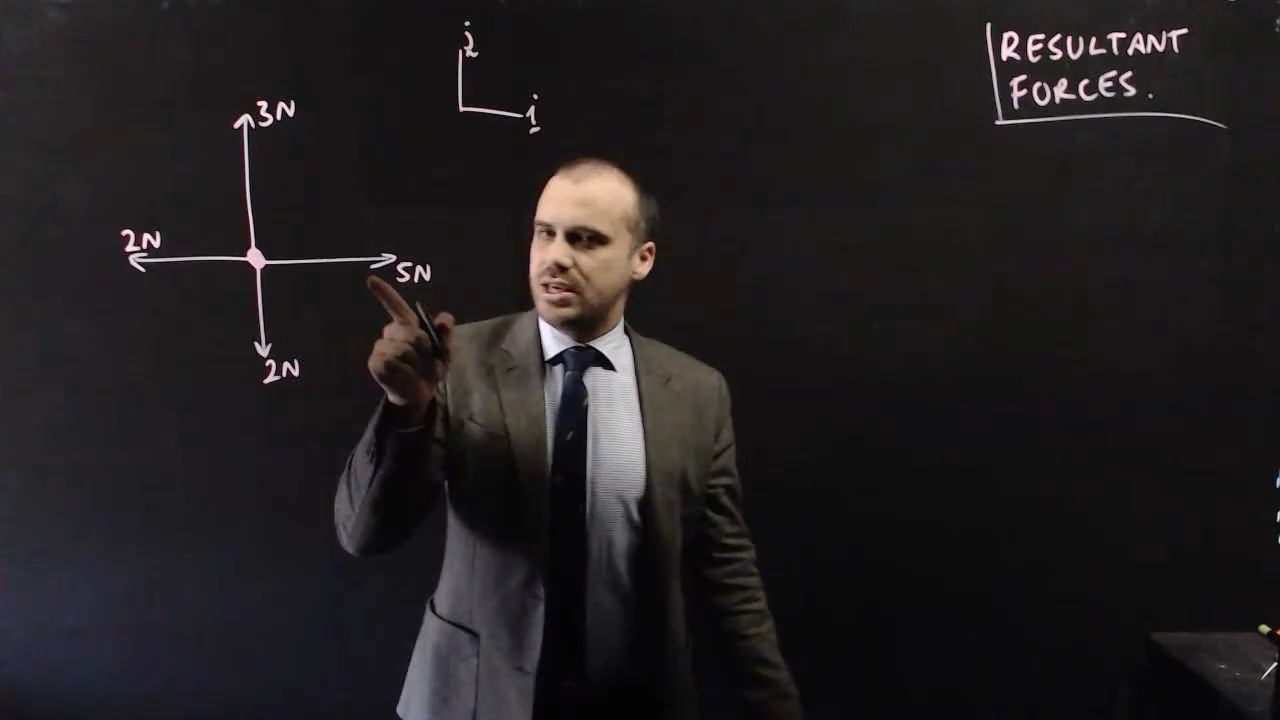 j
i
RESULTANT
FORCES.
3N
2N
5N
2N